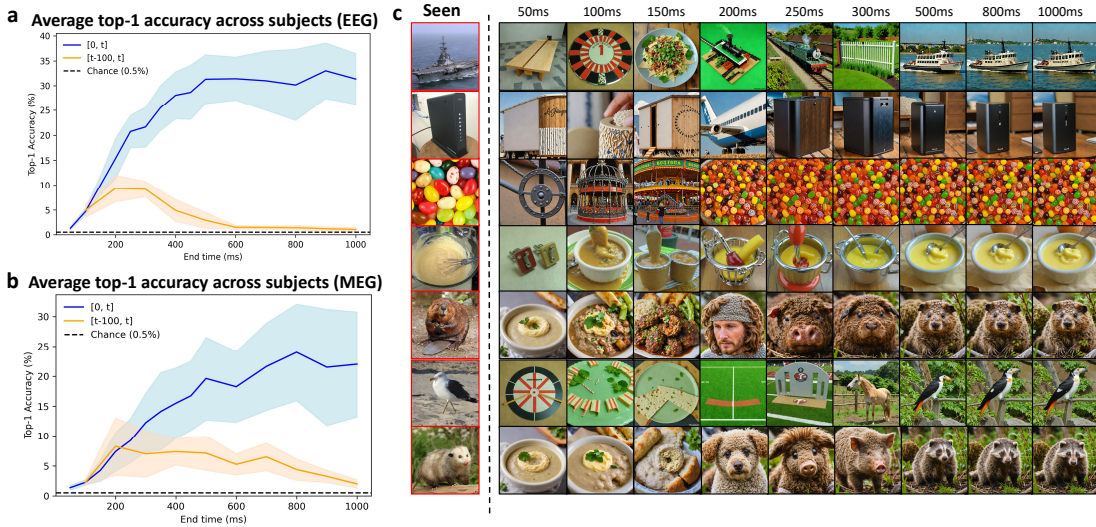 a
Average top-1 accuracy across subjects (EEG)
Top-1 Accuracy (%)
40
35
30
25
20
15
10
5
0
[0, t]
[t-100, t]
Chance (0.5%)
200
400
600
800
1000
End time (ms)
b
Average top-1 accuracy across subjects (MEG)
Top-1 Accuracy (%)
30
25
20
15
10
5
0
[0, t]
[t-100, t]
Chance (0.5%)
200
400
600
800
1000
End time (ms)
c
Seen
50ms
100ms
150ms
200ms
250ms
300ms
500ms
800ms
1000ms
1